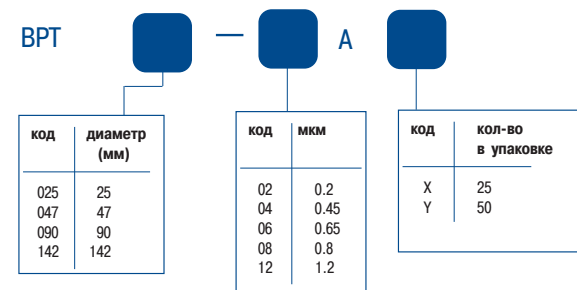 ВРТ — А
код диаметр
(мм)
025 25
047 47
090 90
142 142
код мкм
02 0.2
04 0.45
06 0.65
08 0.8
12 1.2
код кол-во
в упаковке
X 25
Y 50